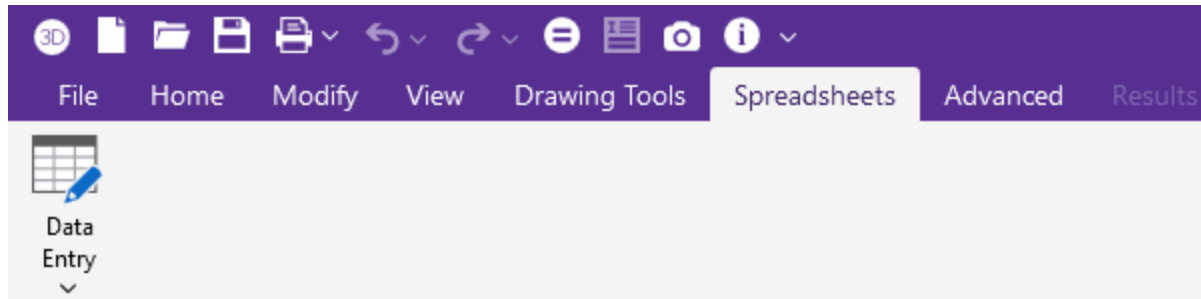 3D
File Home Modify View Drawing Tools Spreadsheets Advanced Results
Data
Entry